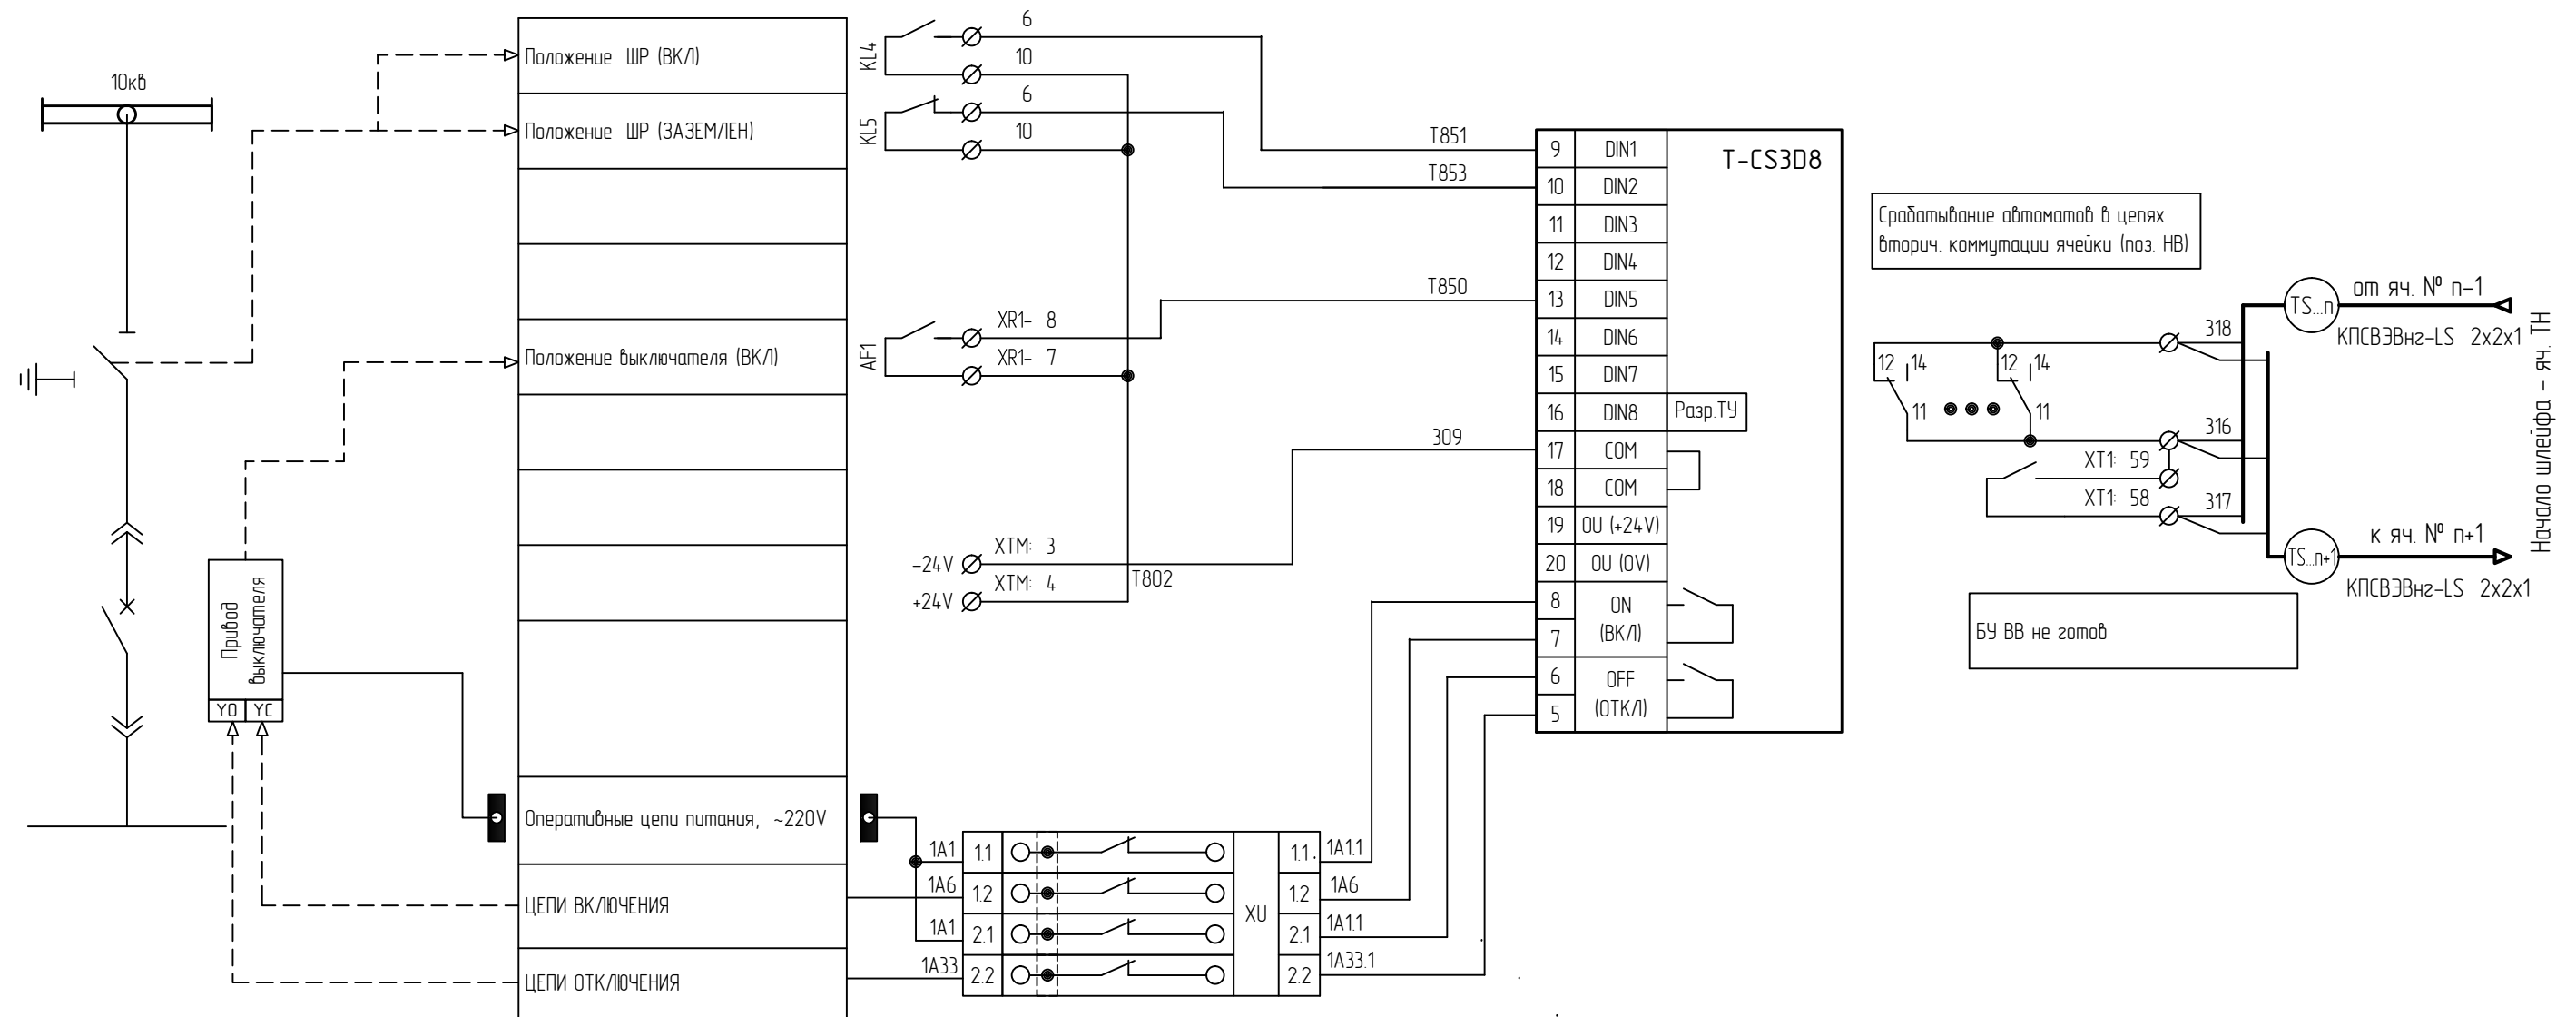 10кВ
Положение ШР (ВКЛ)
Положение ШР (ЗАЗЕМЛЕН)
Положение выключателя (ВКЛ)
Привод
выключателя
YO YC
Оперативные цепи питания, ~220V
ЦЕПИ ВКЛЮЧЕНИЯ
ЦЕПИ ОТКЛЮЧЕНИЯ
KL4
6
10
KL5
6
10
AF1
XR1- 8
XR1- 7
-24V
XTM: 3
+24V
XTM: 4
T802
T851
T853
T850
309
T-CS3D8
9 DIN1
10 DIN2
11 DIN3
12 DIN4
13 DIN5
14 DIN6
15 DIN7
16 DIN8 Разр.ТУ
17 COM
18 COM
19 OU (+24V)
20 OU (0V)
8 ON
7 (ВКЛ)
6 OFF
5 (ОТКЛ)
1A1 1.1 1.1. 1A1.1
1A6 1.2 1.2 1A6
XU
1A1 2.1 2.1 1A1.1
1A33 2.2 2.2 1A33.1
Срабатывание автоматов в цепях
вторич. коммутации ячейки (поз. НВ)
TS...n
от яч. № n-1
КПСВЭВнг-LS 2x2x1
318
12 14
12 14
11
11
316
XT1: 59
XT1: 58
317
TS...n+1
к яч. № n+1
КПСВЭВнг-LS 2x2x1
Начало шлейфа - яч. ТН
БУ ВВ не готов